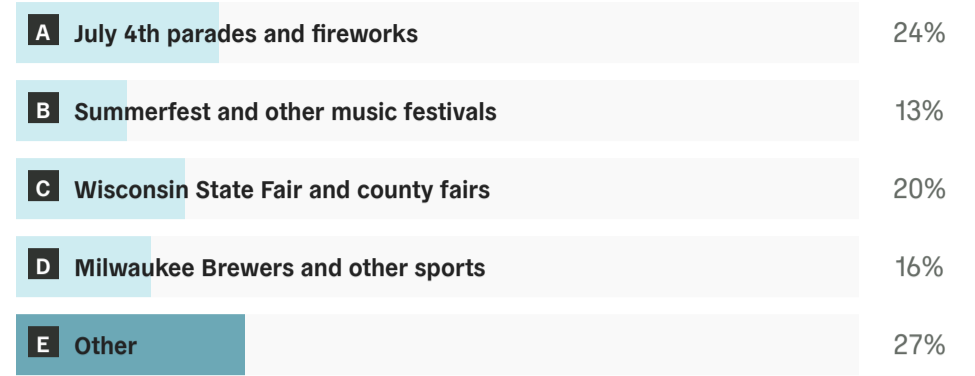 A July 4th parades and fireworks 24%
B Summerfest and other music festivals 13%
C Wisconsin State Fair and county fairs 20%
D Milwaukee Brewers and other sports 16%
E Other 27%